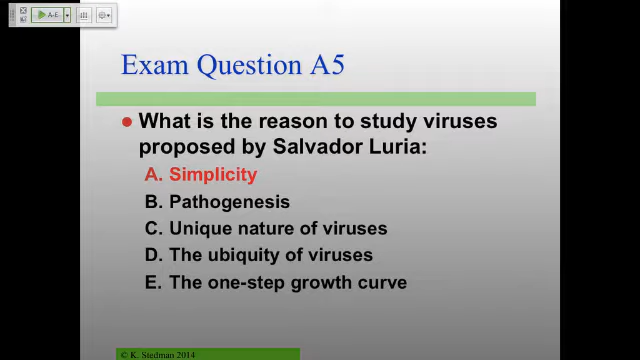 A-E
Exam Question A5
What is the reason to study viruses
proposed by Salvador Luria:
A. Simplicity
B. Pathogenesis
C. Unique nature of viruses
D. The ubiquity of viruses
E. The one-step growth curve
© K. Stedman 2014